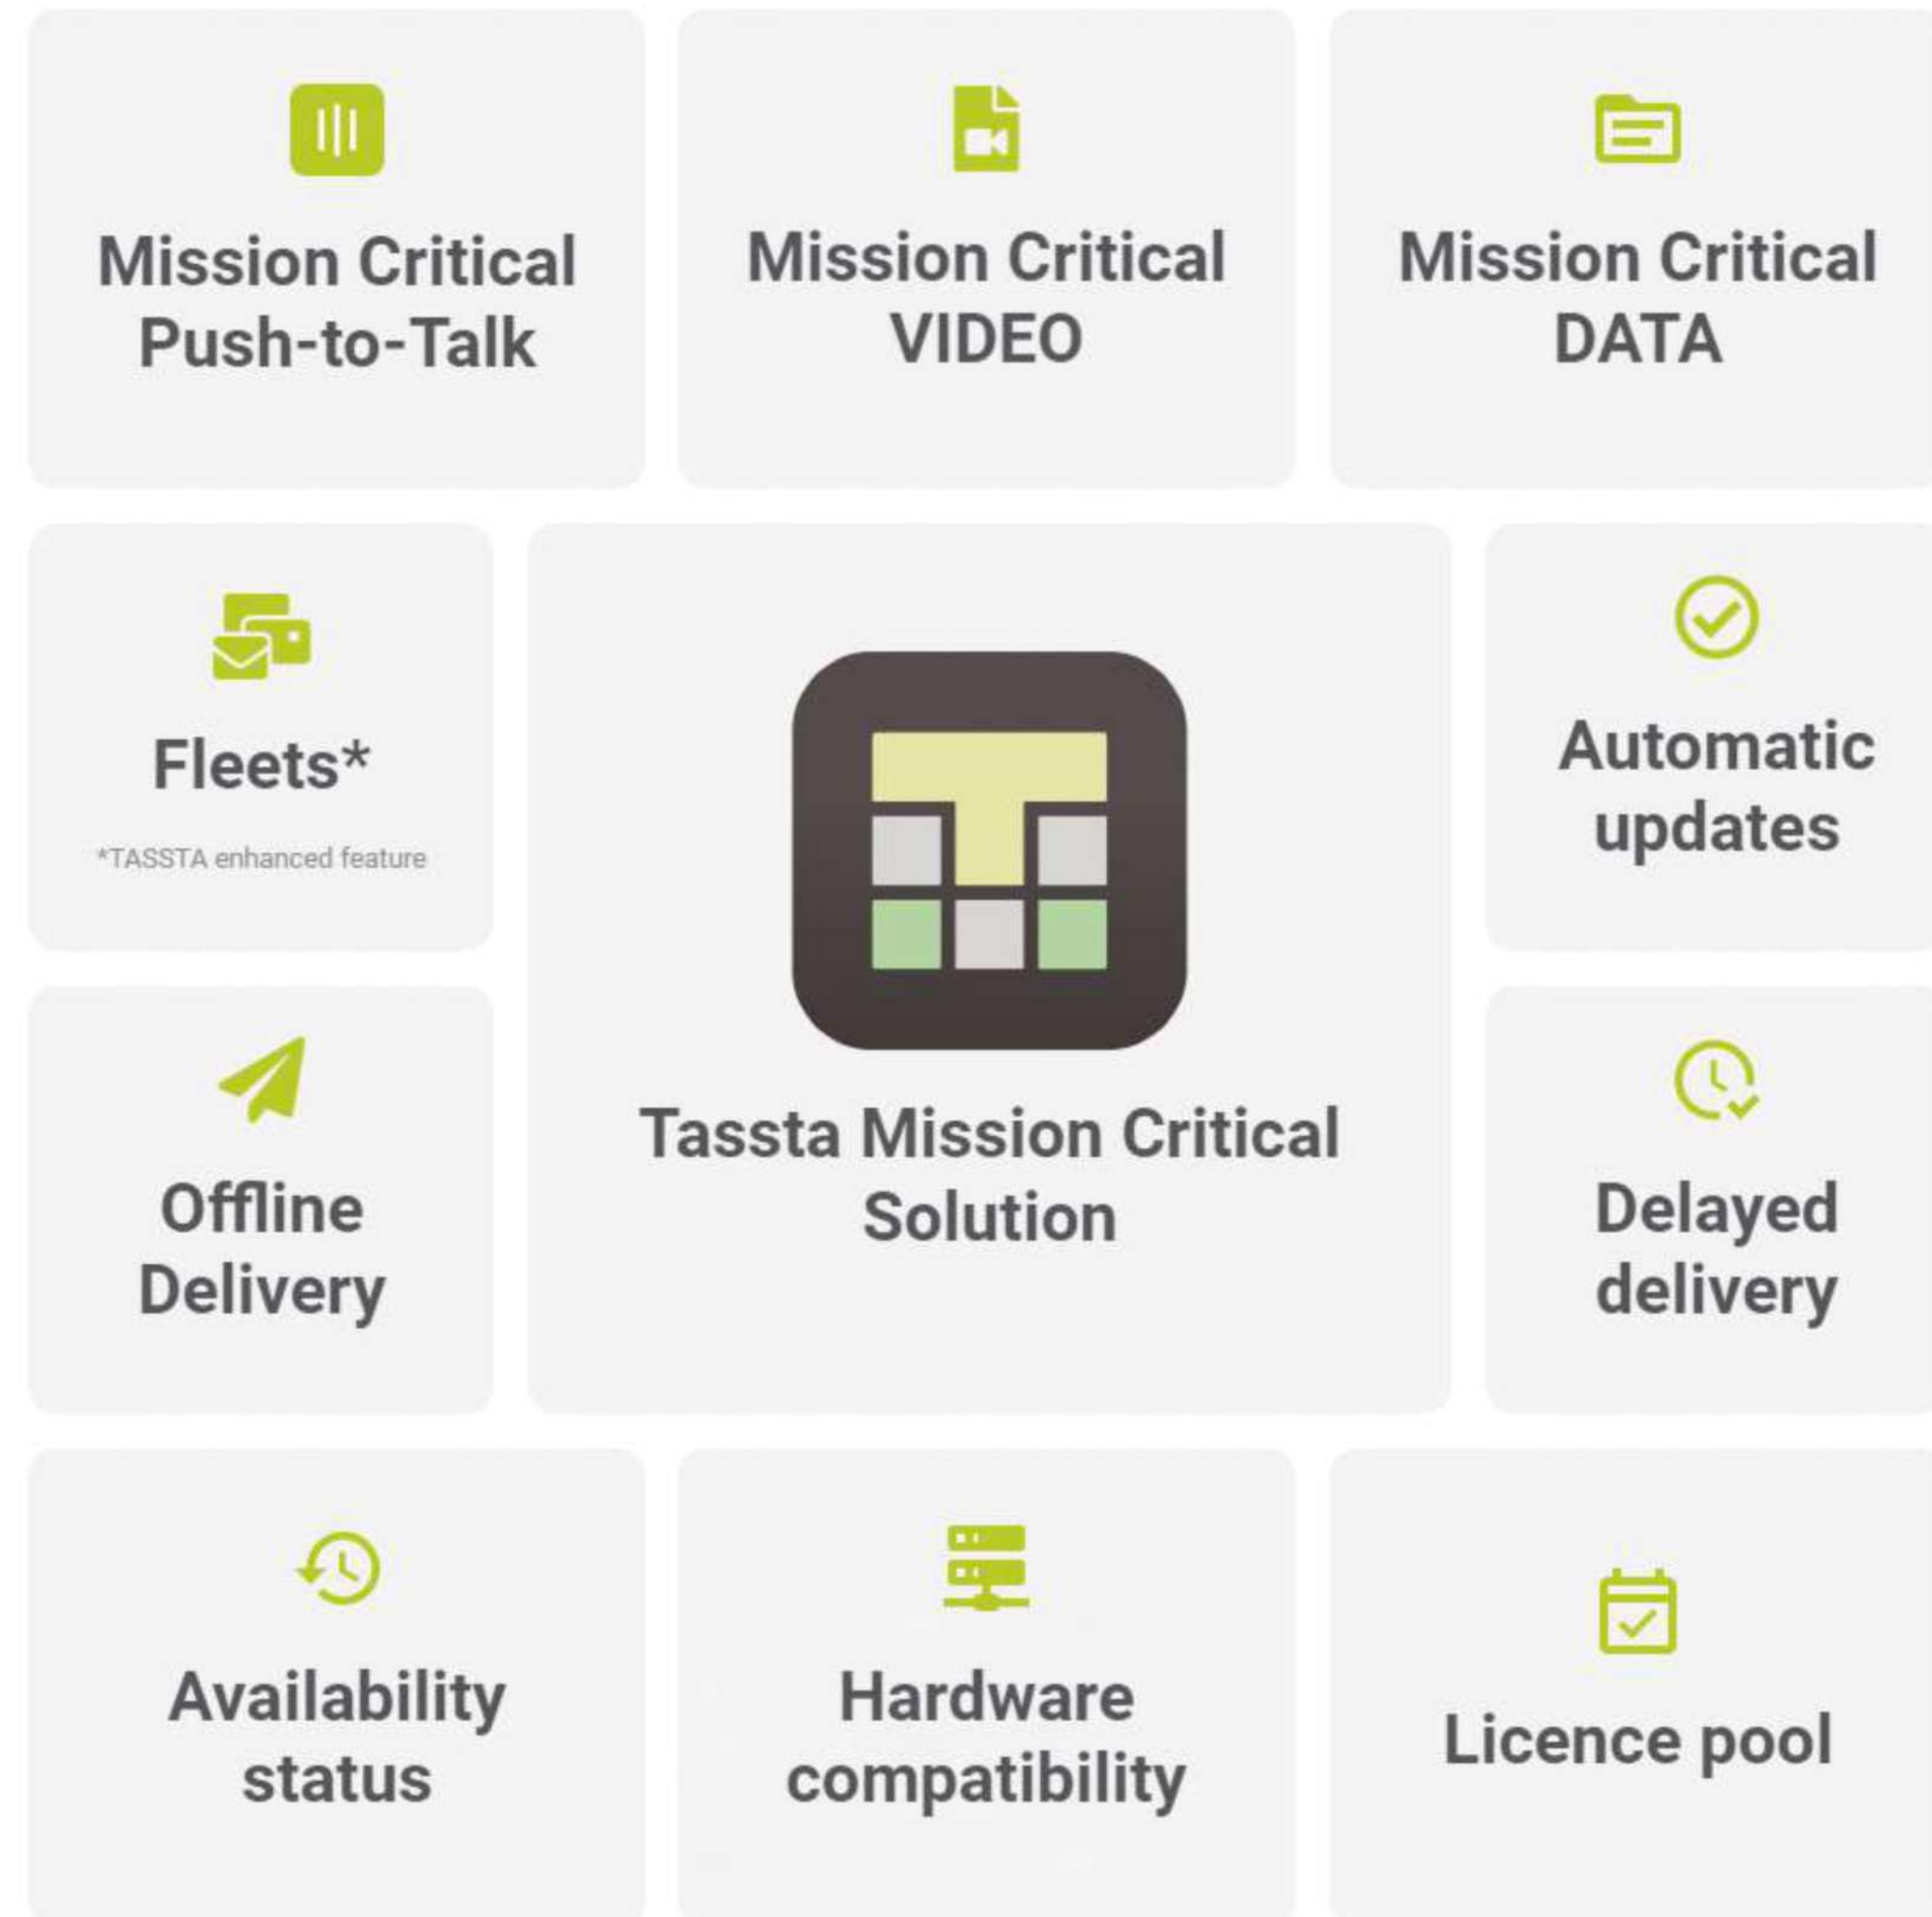 Mission Critical
Push-to-Talk
Mission Critical
VIDEO
Mission Critical
DATA
Fleets*
*TASSTA enhanced feature
Automatic
updates
Tassta Mission Critical
Solution
Offline
Delivery
Delayed
delivery
Availability
status
Hardware
compatibility
Licence pool